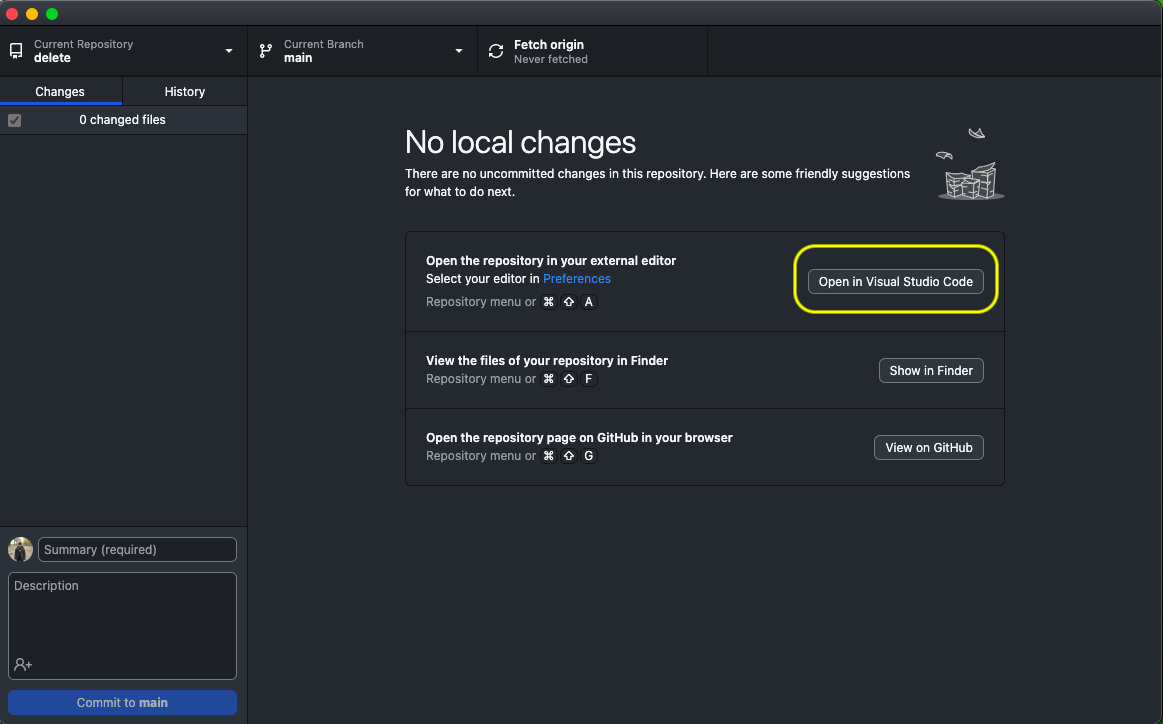 Current Repository
delete
Current Branch
main
Fetch origin
Never fetched
Changes
History
0 changed files
No local changes
There are no uncommitted changes in this repository. Here are some friendly suggestions
for what to do next.
Open the repository in your external editor
Select your editor in Preferences
Repository menu or ⌘ ⇧ A
Open in Visual Studio Code
View the files of your repository in Finder
Repository menu or ⌘ ⇧ F
Show in Finder
Open the repository page on GitHub in your browser
Repository menu or ⌘ ⇧ G
View on GitHub
Summary (required)
Description
Commit to main